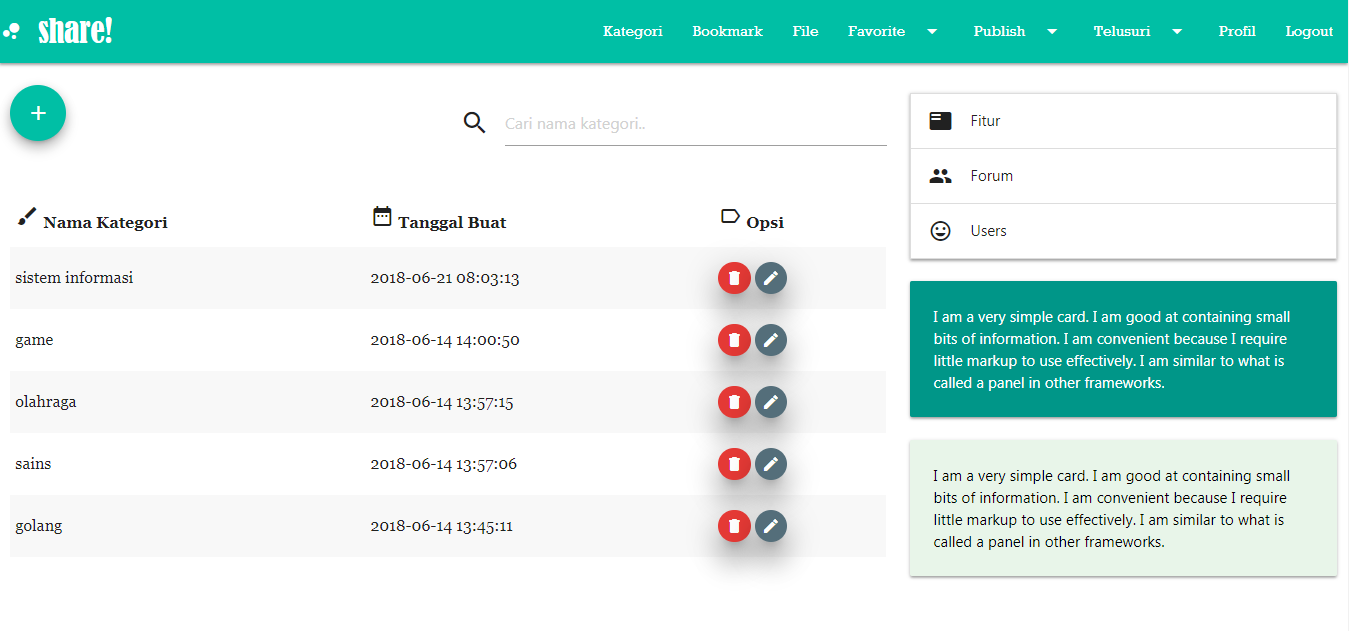 share!
Kategori Bookmark File Favorite Publish Telusuri Profil Logout
Cari nama kategori..
Nama Kategori Tanggal Buat Opsi
sistem informasi 2018-06-21 08:03:13
game 2018-06-14 14:00:50
olahraga 2018-06-14 13:57:15
sains 2018-06-14 13:57:06
golang 2018-06-14 13:45:11
Fitur
Forum
Users
I am a very simple card. I am good at containing small
bits of information. I am convenient because I require
little markup to use effectively. I am similar to what is
called a panel in other frameworks.
I am a very simple card. I am good at containing small
bits of information. I am convenient because I require
little markup to use effectively. I am similar to what is
called a panel in other frameworks.